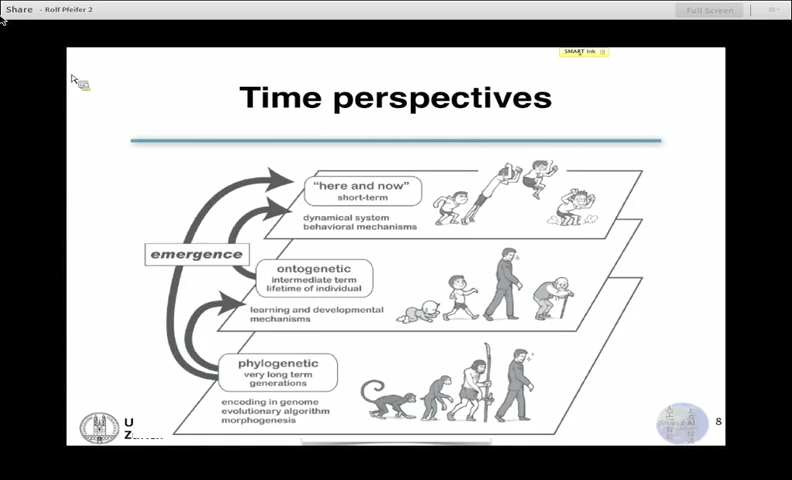 Share - Rolf Pfeifer 2
Full Screen
SMART Ink
Time perspectives
"here and now"
short-term
dynamical system
behavioral mechanisms
emergence
ontogenetic
intermediate term
lifetime of individual
learning and developmental
mechanisms
phylogenetic
very long term
generations
encoding in genome
evolutionary algorithm
morphogenesis
U
8